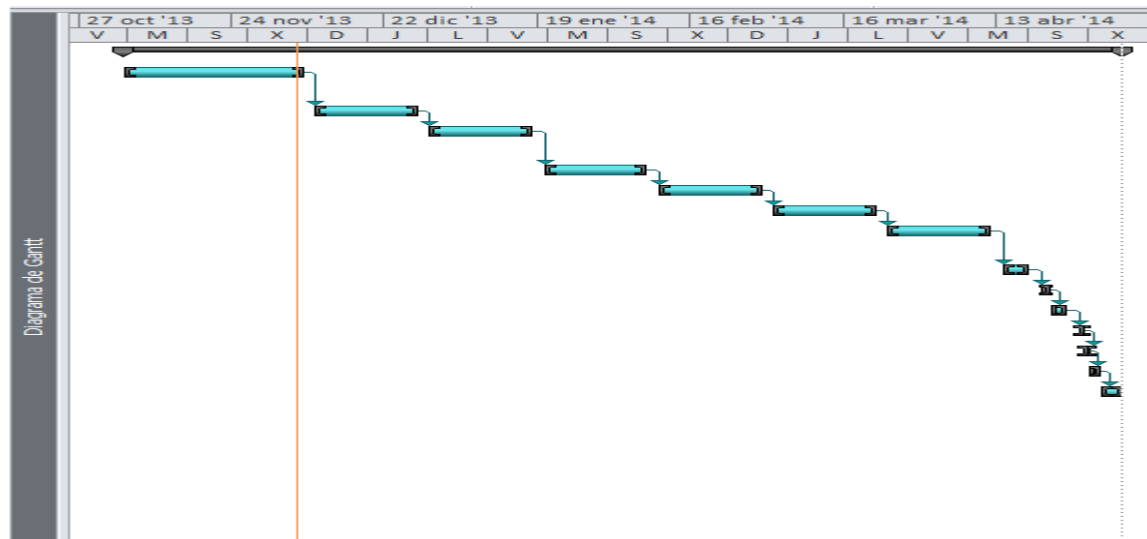 27 oct '13 24 nov '13 22 dic '13 19 ene '14 16 feb '14 16 mar '14 13 abr '14
V M S X D J L V M S X J L V M S X
Diagrama de Gantt